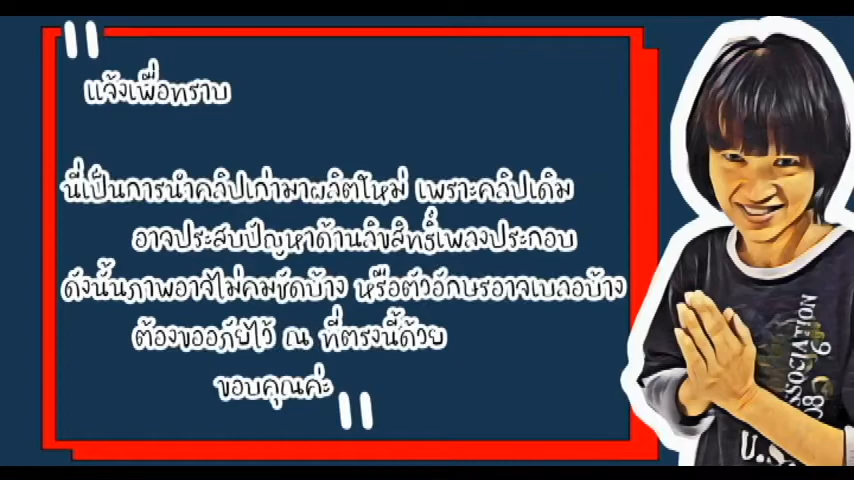 แจ้งเพื่อทราบ
นี่เป็นการนำคลิปเก่ามาผลิตใหม่ เพราะคลิปเดิม
อาจประสบปัญหาด้านลิขสิทธิ์เพลงประกอบ
ดังนั้นภาพอาจไม่คมชัดบ้าง หรือตัวอักษรอาจเบลอบ้าง
ต้องขออภัยไว้ ณ ที่ตรงนี้ด้วย
ขอบคุณค่ะ